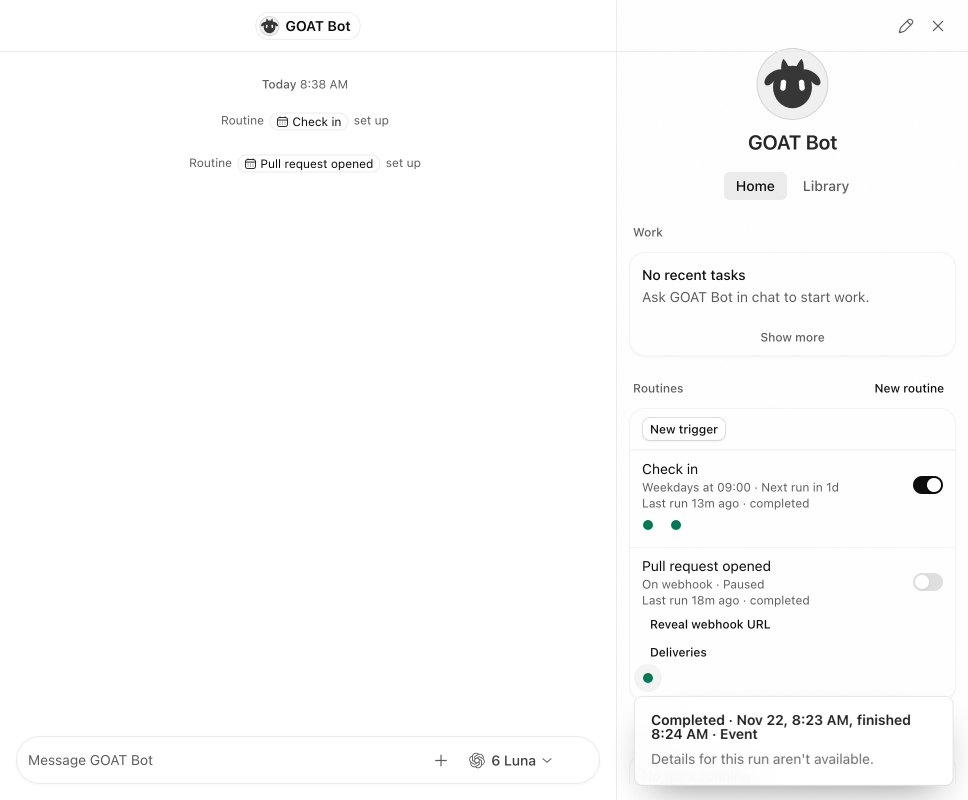 GOAT Bot
Today 8:38 AM
Routine Check in set up
Routine Pull request opened set up
Message GOAT Bot
6 Luna
GOAT Bot
Home Library
Work
No recent tasks
Ask GOAT Bot in chat to start work.
Show more
Routines New routine
New trigger
Check in
Weekdays at 09:00 · Next run in 1d
Last run 13m ago · completed
Pull request opened
On webhook · Paused
Last run 18m ago · completed
Reveal webhook URL
Deliveries
Completed · Nov 22, 8:23 AM, finished
8:24 AM · Event
Details for this run aren't available.